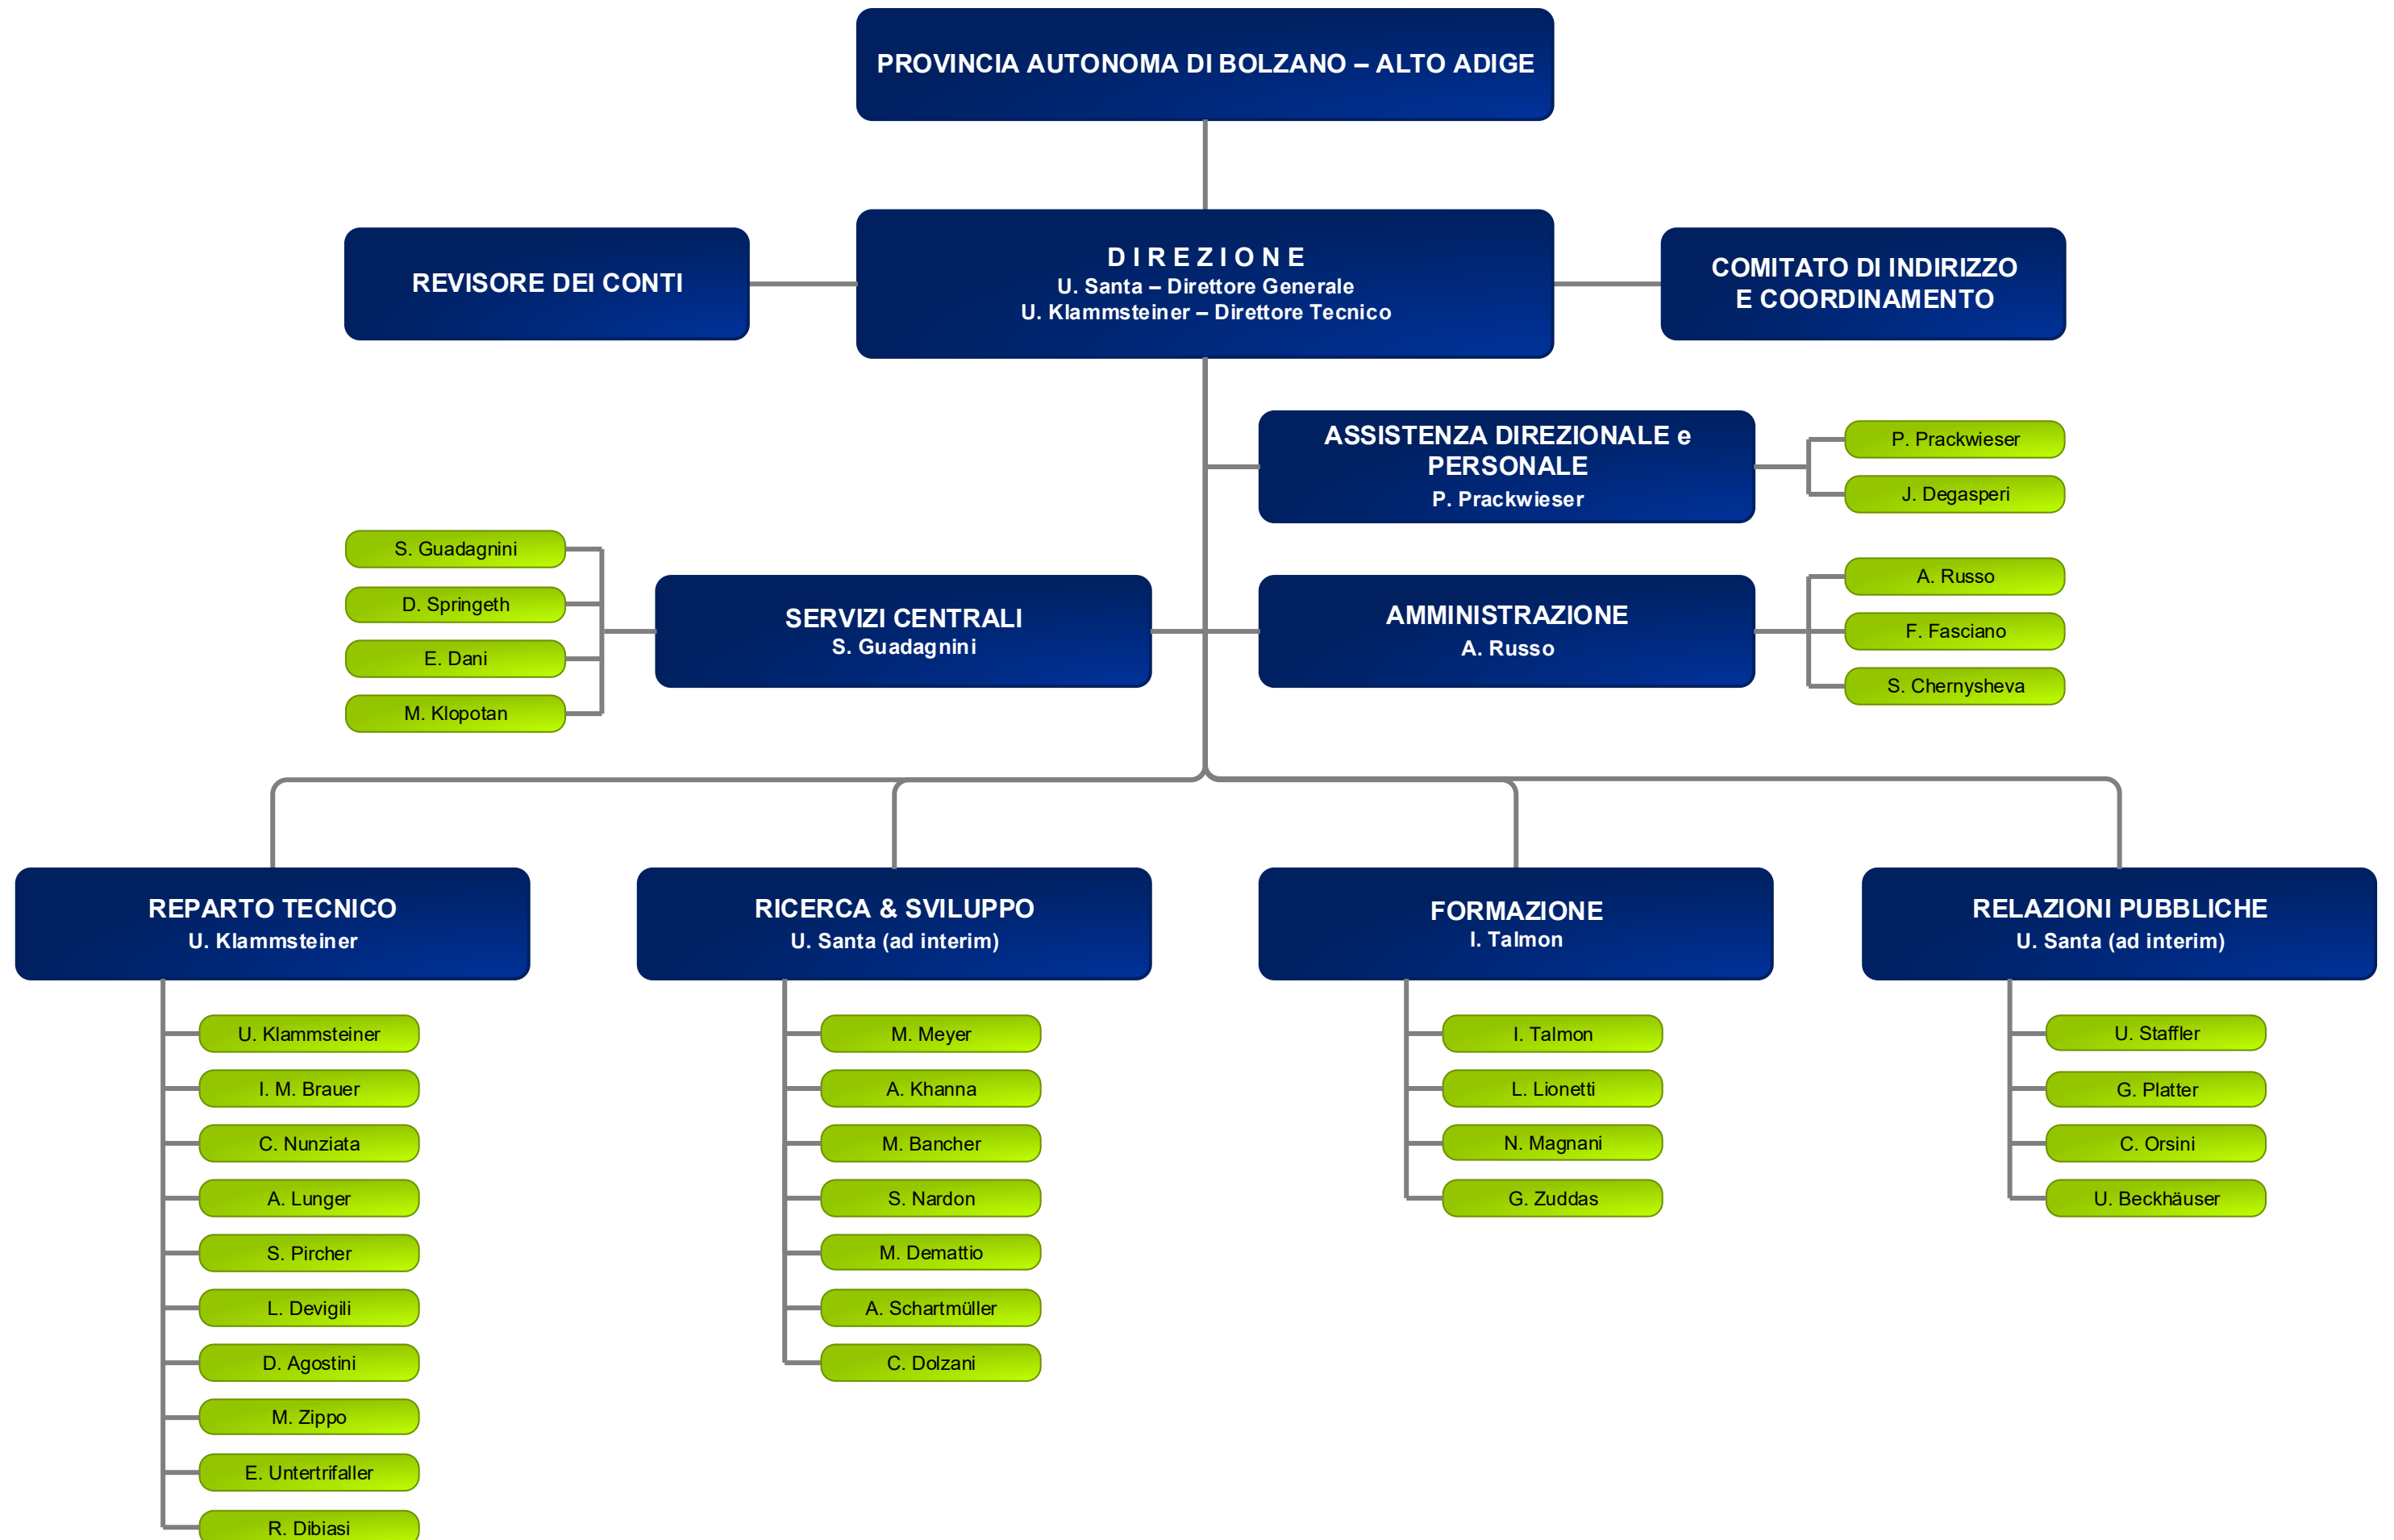 PROVINCIA AUTONOMA DI BOLZANO – ALTO ADIGE
REVISORE DEI CONTI
D I R E Z I O N E
U. Santa – Direttore Generale
U. Klammsteiner – Direttore Tecnico
COMITATO DI INDIRIZZO
E COORDINAMENTO
ASSISTENZA DIREZIONALE e
PERSONALE
P. Prackwieser
P. Prackwieser
J. Degasperi
S. Guadagnini
D. Springeth
E. Dani
M. Klopotan
SERVIZI CENTRALI
S. Guadagnini
AMMINISTRAZIONE
A. Russo
A. Russo
F. Fasciano
S. Chernysheva
REPARTO TECNICO
U. Klammsteiner
U. Klammsteiner
I. M. Brauer
C. Nunziata
A. Lunger
S. Pircher
L. Devigili
D. Agostini
M. Zippo
E. Untertrifaller
R. Dibiasi
RICERCA & SVILUPPO
U. Santa (ad interim)
M. Meyer
A. Khanna
M. Bancher
S. Nardon
M. Demattio
A. Schartmüller
C. Dolzani
FORMAZIONE
I. Talmon
I. Talmon
L. Lionetti
N. Magnani
G. Zuddas
RELAZIONI PUBBLICHE
U. Santa (ad interim)
U. Staffler
G. Platter
C. Orsini
U. Beckhäuser